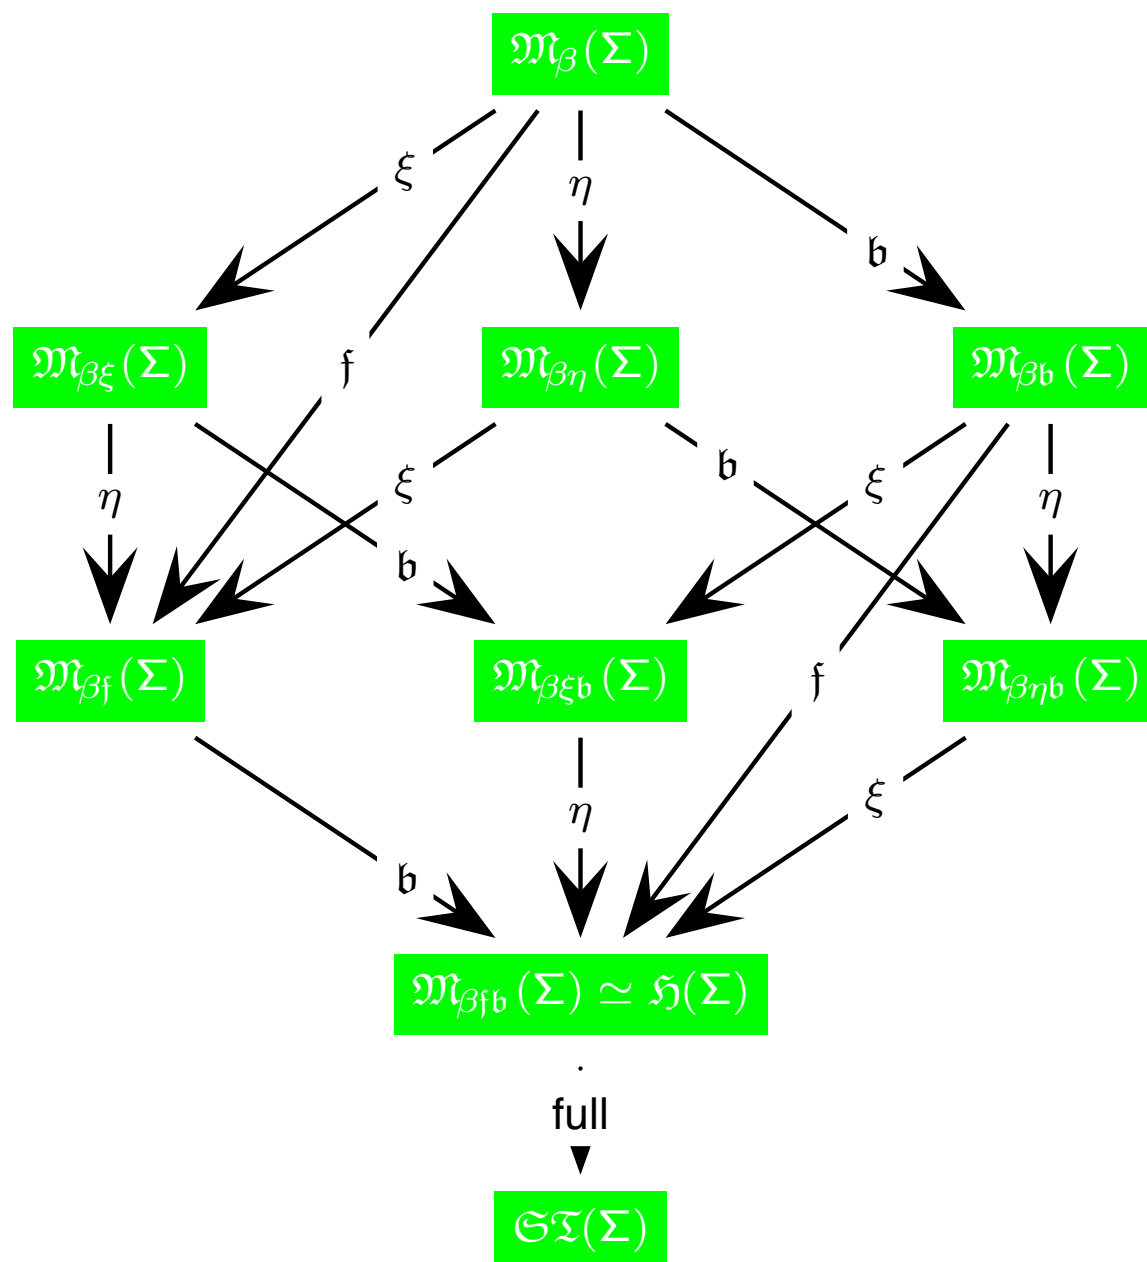 𝔐_β(Σ)
ξ
η
𝔟
𝔐_βξ(Σ)
𝔣
𝔐_βη(Σ)
𝔐_β𝔟(Σ)
η
ξ
𝔟
ξ
η
𝔟
𝔐_β𝔣(Σ)
𝔐_βξ𝔟(Σ)
𝔣
𝔐_βη𝔟(Σ)
η
ξ
𝔟
𝔐_β𝔣𝔟(Σ) ≃ ℌ(Σ)
full
𝔖𝔗(Σ)